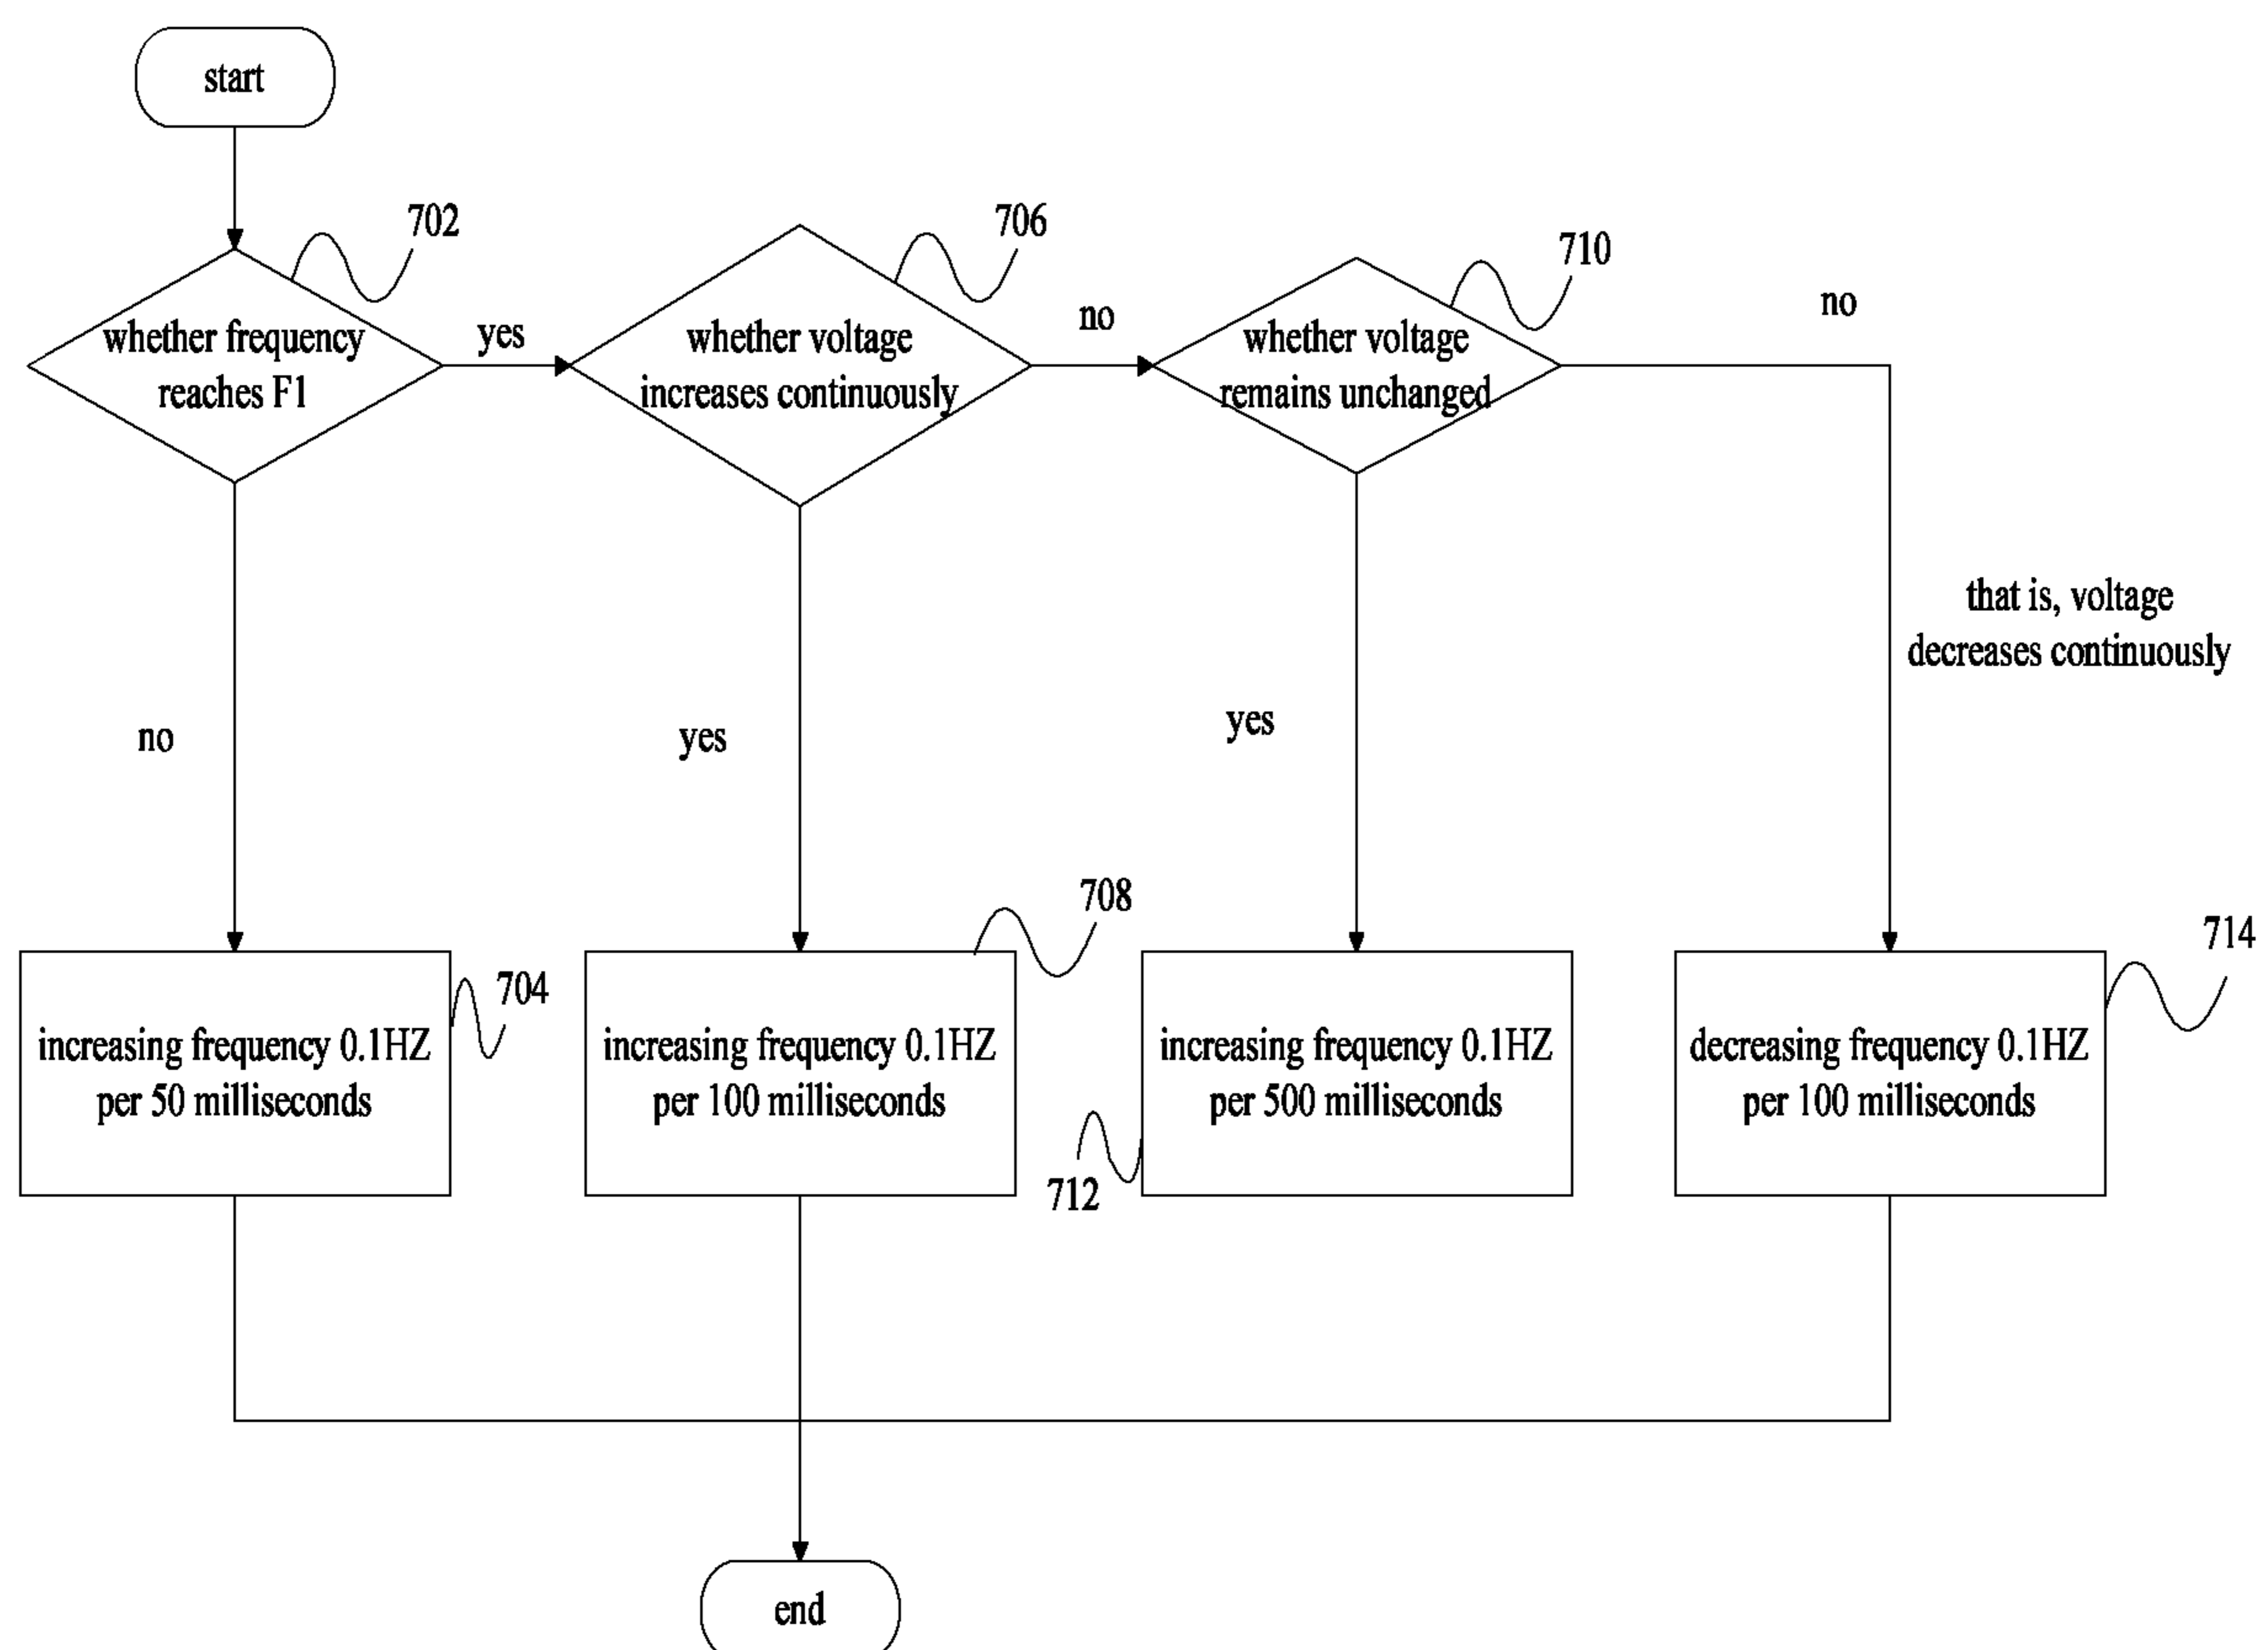 start
702
706
710
no
whether frequency
reaches F1
yes
whether voltage
increases continuously
no
whether voltage
remains unchanged
that is, voltage
decreases continuously
no
yes
yes
708
714
704
increasing frequency 0.1HZ
per 50 milliseconds
increasing frequency 0.1HZ
per 100 milliseconds
increasing frequency 0.1HZ
per 500 milliseconds
decreasing frequency 0.1HZ
per 100 milliseconds
712
end